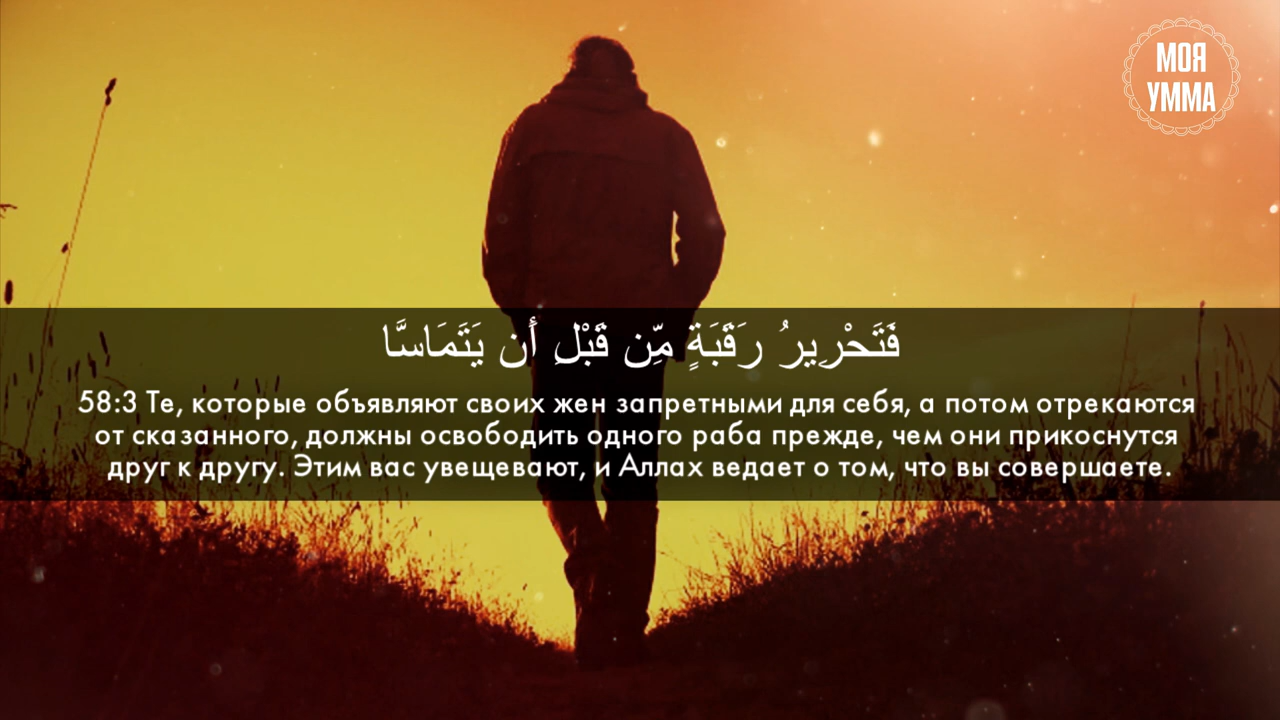 МОЯ
УММА
فَتَحْرِيرُ رَقَبَةٍ مِّن قَبْلِ أَن يَتَمَاسَّا
58:3 Те, которые объявляют своих жен запретными для себя, а потом отрекаются
от сказанного, должны освободить одного раба прежде, чем они прикоснутся
друг к другу. Этим вас увещевают, и Аллах ведает о том, что вы совершаете.